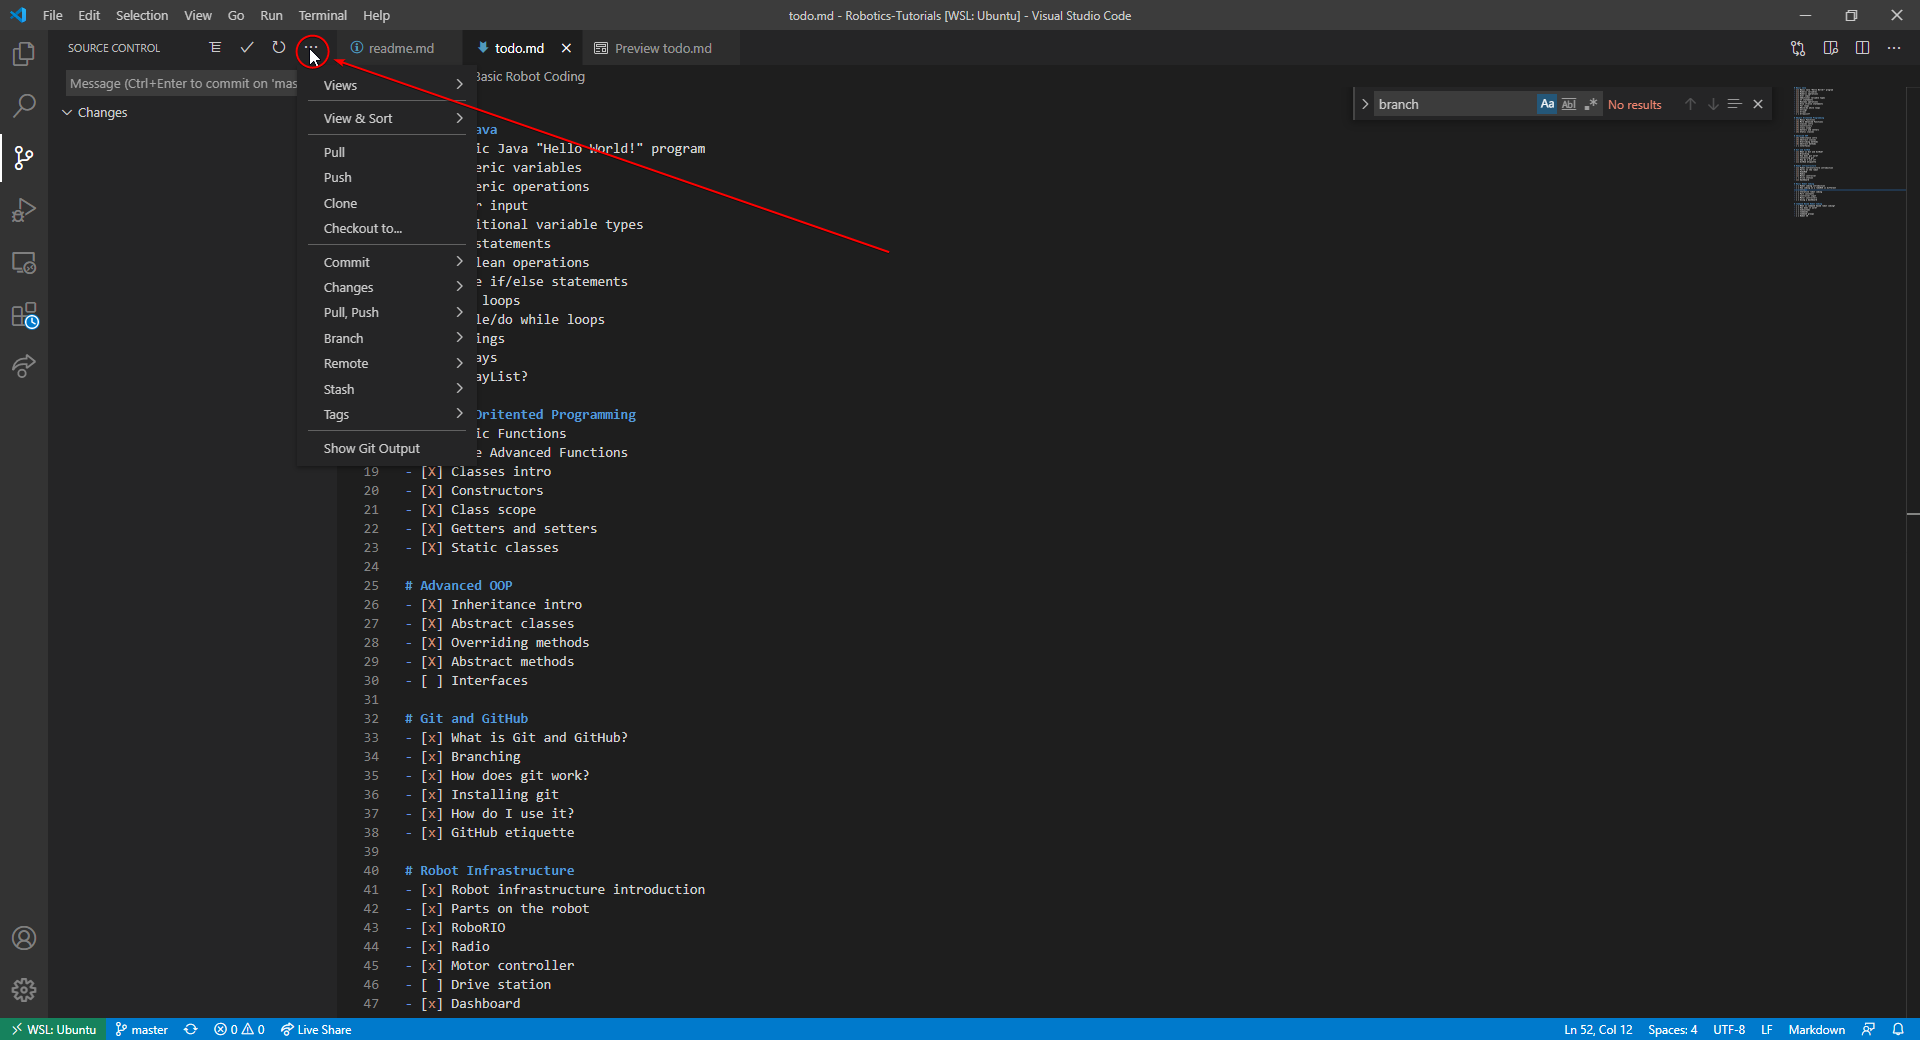 File Edit Selection View Go Run Terminal Help
todo.md - Robotics-Tutorials [WSL: Ubuntu] - Visual Studio Code
SOURCE CONTROL
readme.md
todo.md
Preview todo.md
Message (Ctrl+Enter to commit on 'mas
Changes
Basic Robot Coding
branch
Aa
Abl
No results
Views
View & Sort
Pull
Push
Clone
Checkout to...
Commit
Changes
Pull, Push
Branch
Remote
Stash
Tags
Show Git Output
ava
ic Java "Hello World!" program
eric variables
eric operations
r input
itional variable types
statements
lean operations
e if/else statements
loops
le/do while loops
ings
ays
ayList?
Oritented Programming
ic Functions
e Advanced Functions
19 - [X] Classes intro
20 - [X] Constructors
21 - [X] Class scope
22 - [X] Getters and setters
23 - [X] Static classes
24
25 # Advanced OOP
26 - [X] Inheritance intro
27 - [X] Abstract classes
28 - [X] Overriding methods
29 - [X] Abstract methods
30 - [ ] Interfaces
31
32 # Git and GitHub
33 - [x] What is Git and GitHub?
34 - [x] Branching
35 - [x] How does git work?
36 - [x] Installing git
37 - [x] How do I use it?
38 - [x] GitHub etiquette
39
40 # Robot Infrastructure
41 - [x] Robot infrastructure introduction
42 - [x] Parts on the robot
43 - [x] RoboRIO
44 - [x] Radio
45 - [x] Motor controller
46 - [ ] Drive station
47 - [x] Dashboard
WSL: Ubuntu master 0 0 Live Share
Ln 52, Col 12 Spaces: 4 UTF-8 LF Markdown